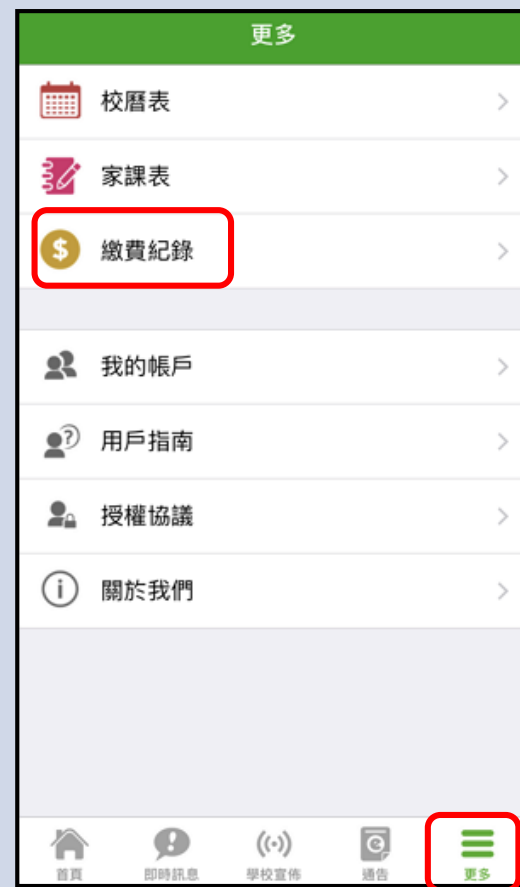 更多
校曆表
家課表
$ 繳費紀錄
我的帳戶
用戶指南
授權協議
關於我們
首頁 即時訊息 學校宣佈 通告 更多